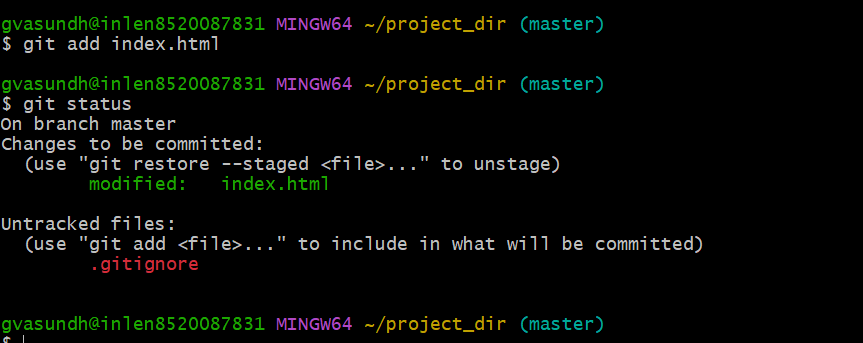 gvasundh@inlen8520087831 MINGW64 ~/project_dir (master)
$ git add index.html
gvasundh@inlen8520087831 MINGW64 ~/project_dir (master)
$ git status
On branch master
Changes to be committed:
  (use "git restore --staged <file>..." to unstage)
        modified:   index.html
Untracked files:
  (use "git add <file>..." to include in what will be committed)
        .gitignore
gvasundh@inlen8520087831 MINGW64 ~/project_dir (master)
$